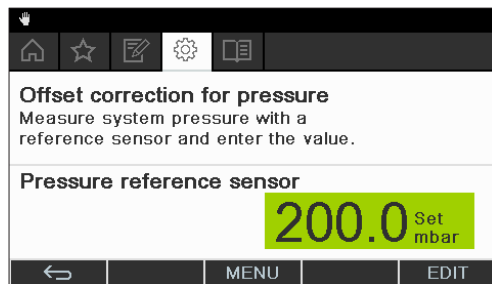 Offset correction for pressure
Measure system pressure with a
reference sensor and enter the value.
Pressure reference sensor
200.0 Set
mbar
MENU EDIT